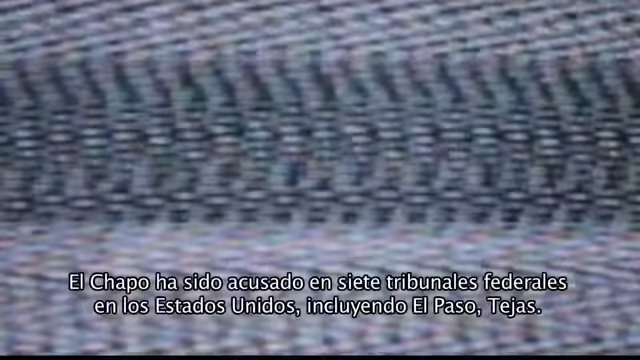 El Chapo ha sido acusado en siete tribunales federales
en los Estados Unidos, incluyendo El Paso, Tejas.